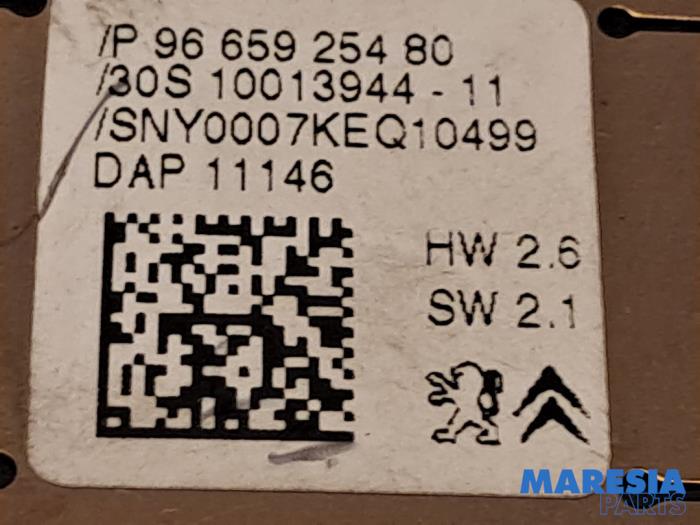 /P 96 659 254 80
/30S 10013944 - 11
/SNY0007KEQ10499
DAP 11146
HW 2.6
SW 2.1
MARESIA
PARTS